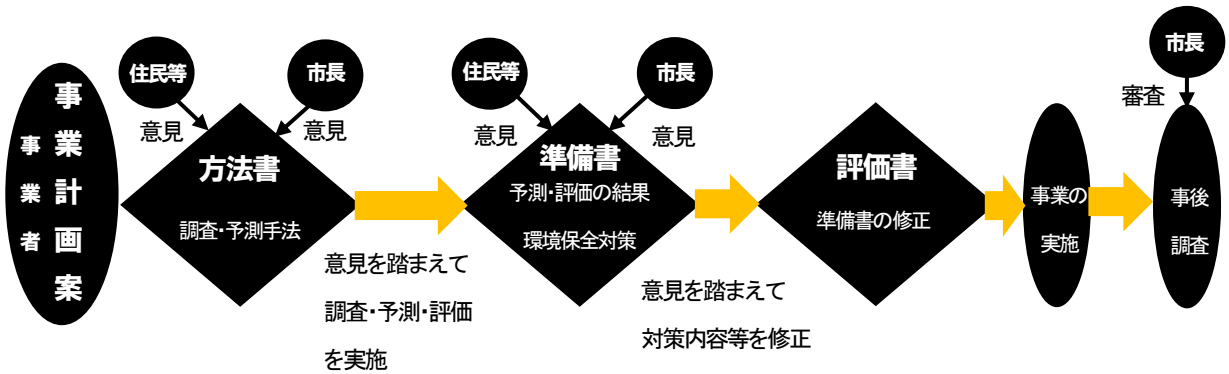 事業計画案
事業者
住民等
意見
市長
意見
方法書
調査・予測手法
意見を踏まえて
調査・予測・評価
を実施
住民等
意見
市長
意見
準備書
予測・評価の結果
環境保全対策
意見を踏まえて
対策内容等を修正
評価書
準備書の修正
事業の
実施
市長
審査
事後
調査